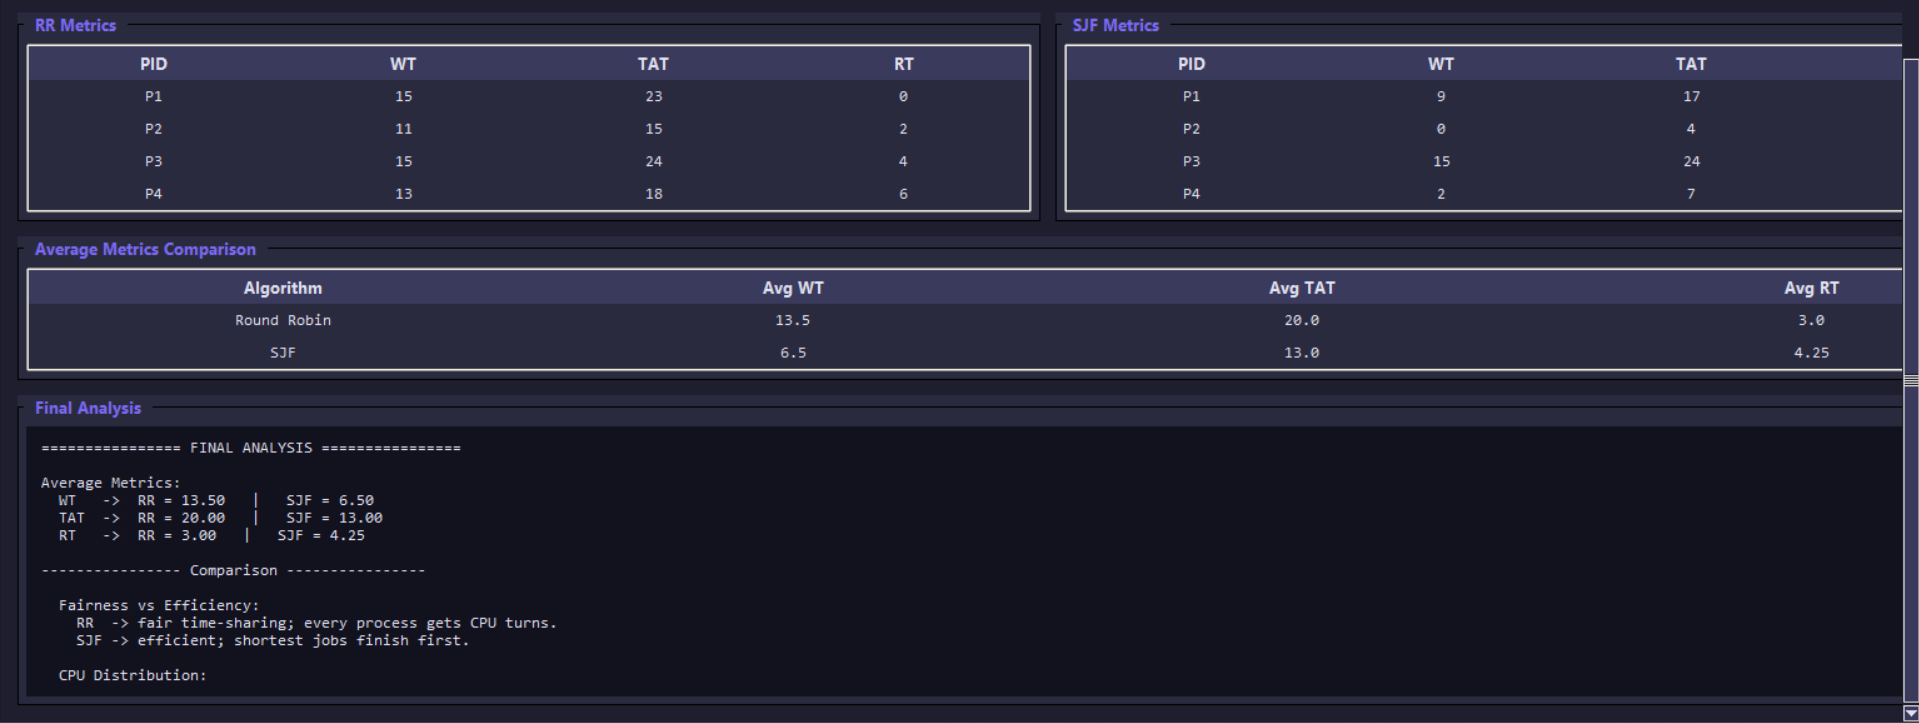 RR Metrics
PID WT TAT RT
P1 15 23 0
P2 11 15 2
P3 15 24 4
P4 13 18 6
SJF Metrics
PID WT TAT
P1 9 17
P2 0 4
P3 15 24
P4 2 7
Average Metrics Comparison
Algorithm Avg WT Avg TAT Avg RT
Round Robin 13.5 20.0 3.0
SJF 6.5 13.0 4.25
Final Analysis
================ FINAL ANALYSIS ================
Average Metrics:
WT -> RR = 13.50 | SJF = 6.50
TAT -> RR = 20.00 | SJF = 13.00
RT -> RR = 3.00 | SJF = 4.25
---------------- Comparison ----------------
Fairness vs Efficiency:
RR -> fair time-sharing; every process gets CPU turns.
SJF -> efficient; shortest jobs finish first.
CPU Distribution: